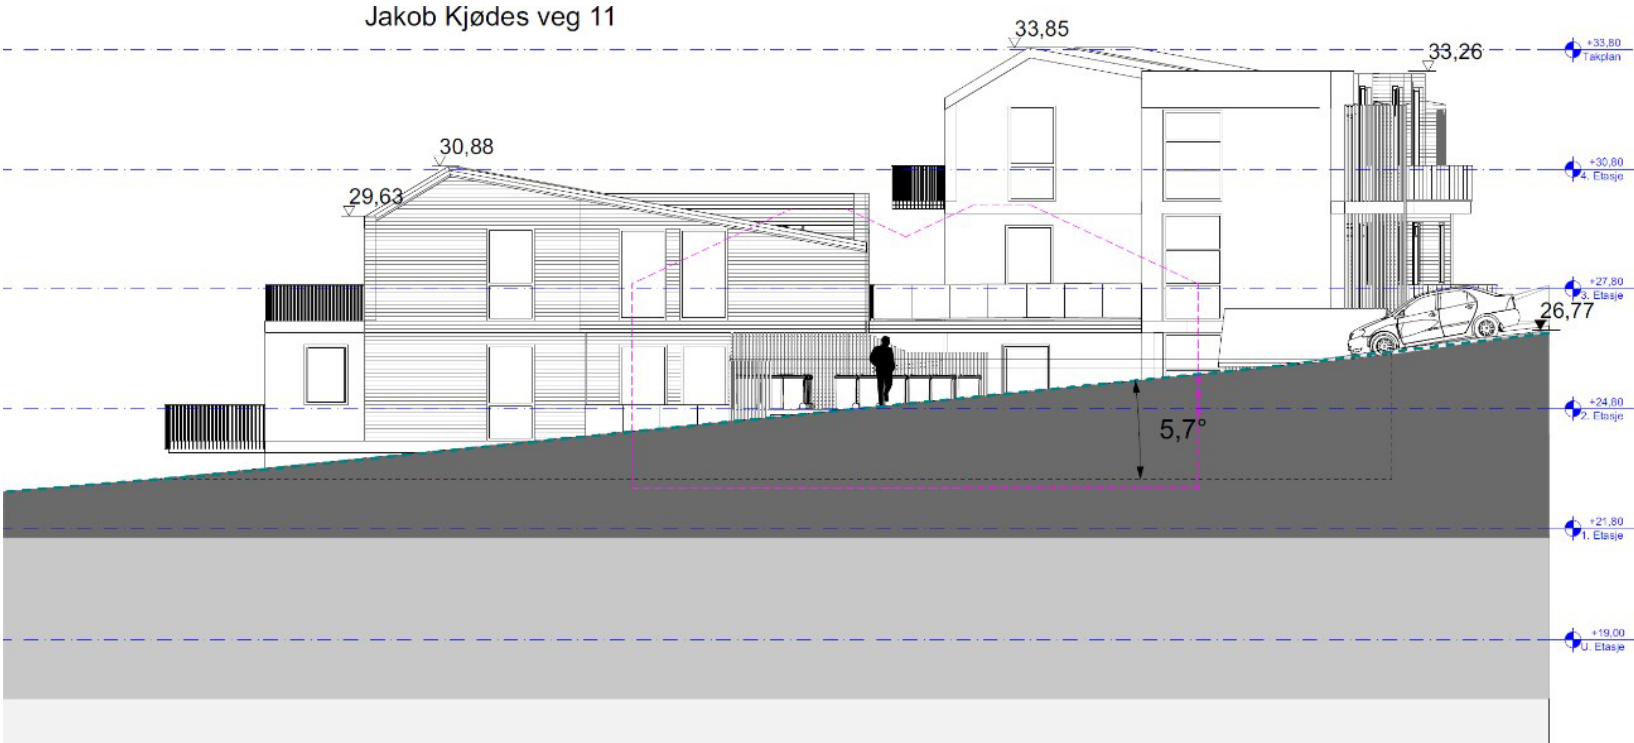 Jakob Kjødes veg 11
33,85
33,26
+33,80
Takplan
30,88
+30,80
4. Etasje
29,63
+27,80
3. Etasje
26,77
+24,80
2. Etasje
5,7°
+21,80
1. Etasje
+19,00
U. Etasje